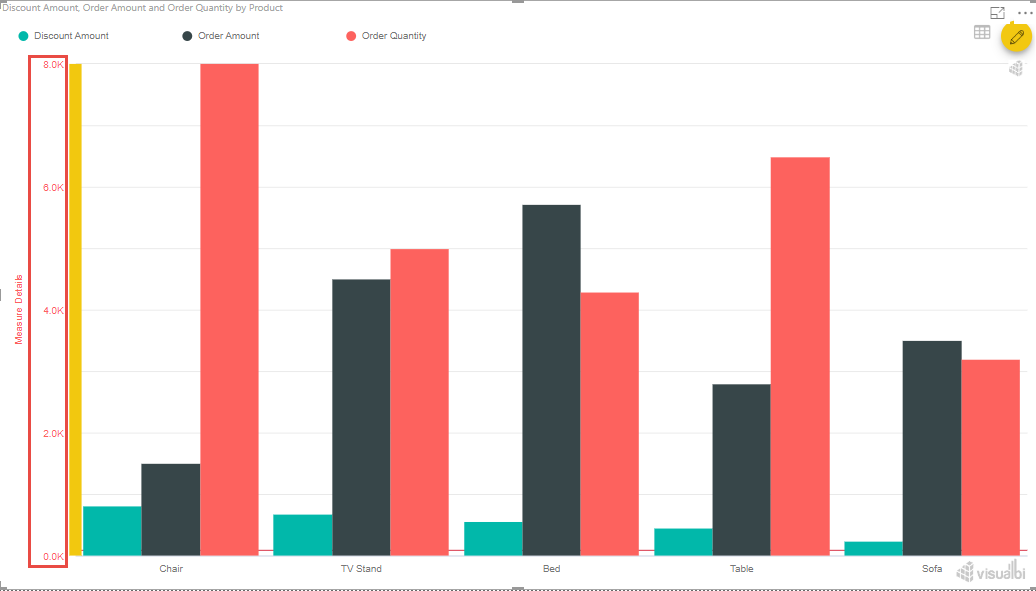 Discount Amount, Order Amount and Order Quantity by Product
Discount Amount
Order Amount
Order Quantity
8.0K
6.0K
4.0K
2.0K
0.0K
Measure Details
Chair
TV Stand
Bed
Table
Sofa
visualbi